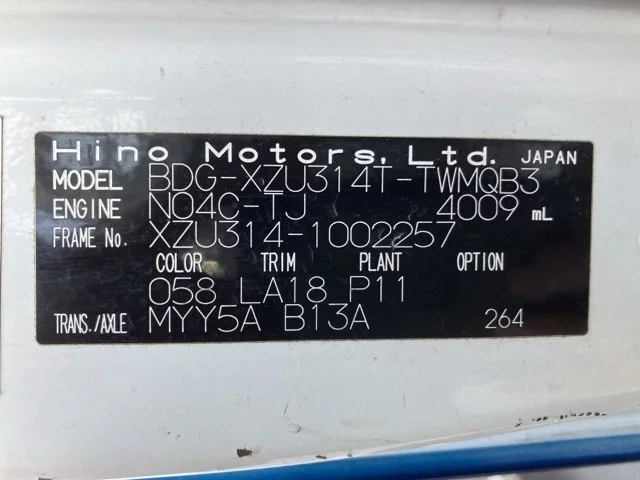 Hino Motors, Ltd. JAPAN
MODEL BDG-XZU314T-TWMQB3
ENGINE N04C-TJ 4009 mL
FRAME No. XZU314-1002257
COLOR TRIM PLANT OPTION
058 LA18 P11
TRANS./AXLE MYY5A B13A 264